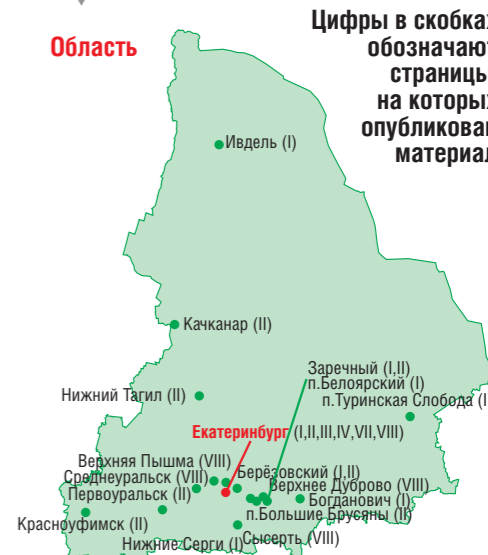 Цифры в скобках
обозначают
страницы
на которых
опубликован
материал
Область
Ивдель (I)
Качканар (II)
Заречный (I,II)
п.Белоярский (I)
Нижний Тагил (II)
п.Туринская Слобода (I
Екатеринбург (I,II,III,IV,VII,VIII)
Верхняя Пышма (VIII)
Берёзовский (I,II)
Среднеуральск (VIII)
Верхнее Дуброво (VIII)
Первоуральск (II)
Богданович (I)
п.Большие Брусяны (II)
Красноуфимск (II)
Сысерть (VIII)
Нижние Серги (I)